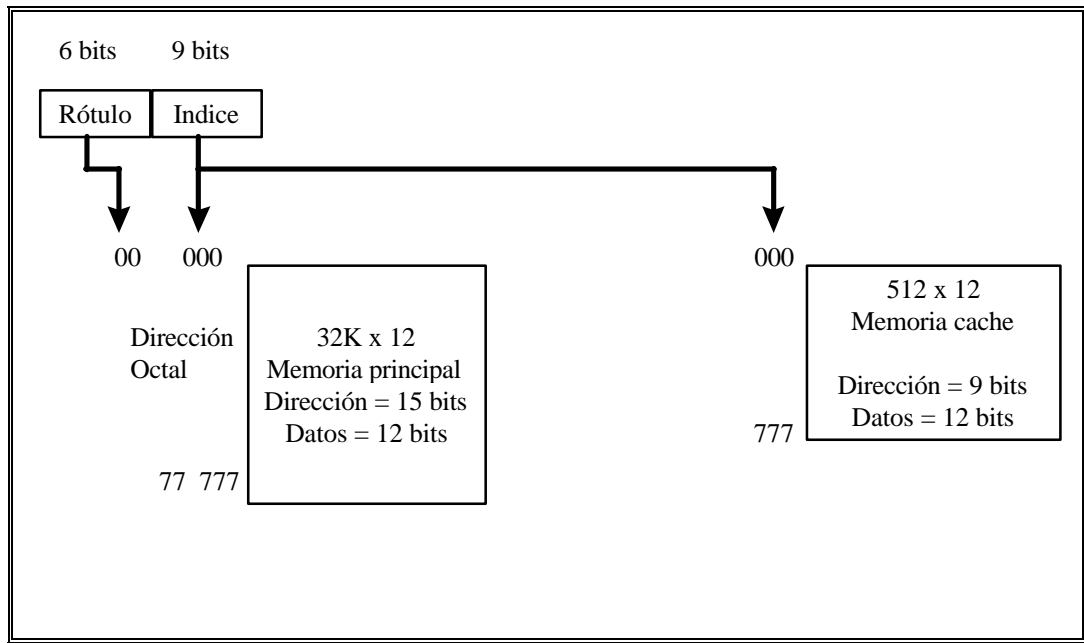 6 bits 9 bits
Rótulo Indice
00 000
000
Dirección
Octal
32K x 12
Memoria principal
Dirección = 15 bits
Datos = 12 bits
77 777
512 x 12
Memoria cache
Dirección = 9 bits
Datos = 12 bits
777